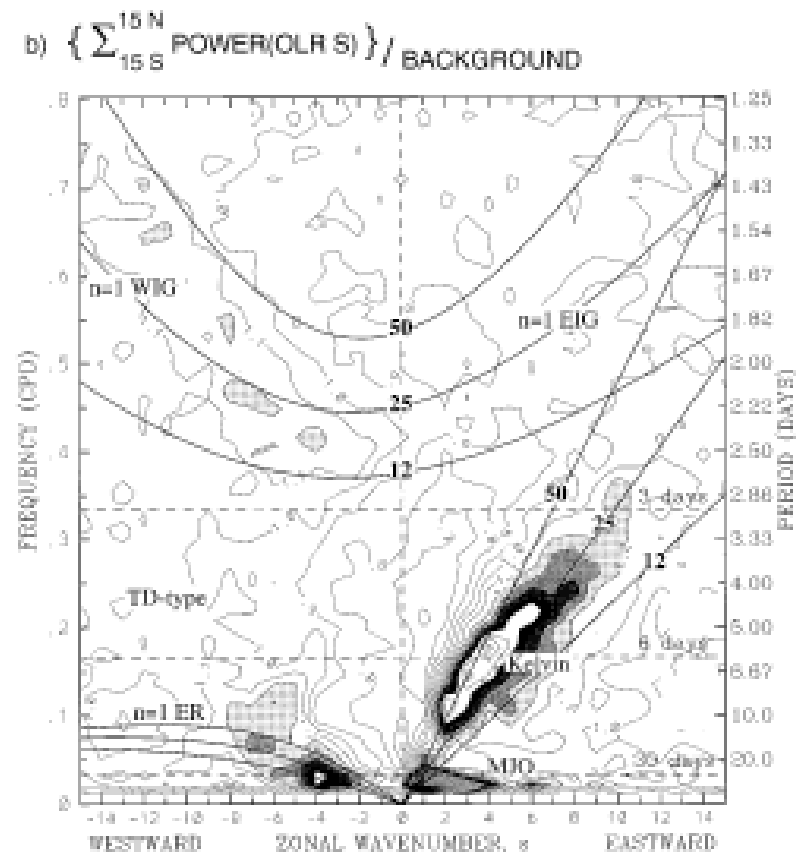 b) { ∑ 15 S 15 N POWER(OLR S) } / BACKGROUND
.8
.7
.6
.5
.4
.3
.2
.1
0
FREQUENCY (CPD)
1.25
1.33
1.43
1.54
1.67
1.82
2.00
2.22
2.50
2.86
3.33
4.00
5.00
6.67
10.0
20.0
PERIOD (DAYS)
n=1 WIG
n=1 EIG
50
25
12
50
3 days
25
12
TD-type
6 days
Kelvin
n=1 ER
30 days
MJO
-14 -12 -10 -8 -6 -4 -2 0 2 4 6 8 10 12 14
WESTWARD ZONAL WAVENUMBER, s EASTWARD